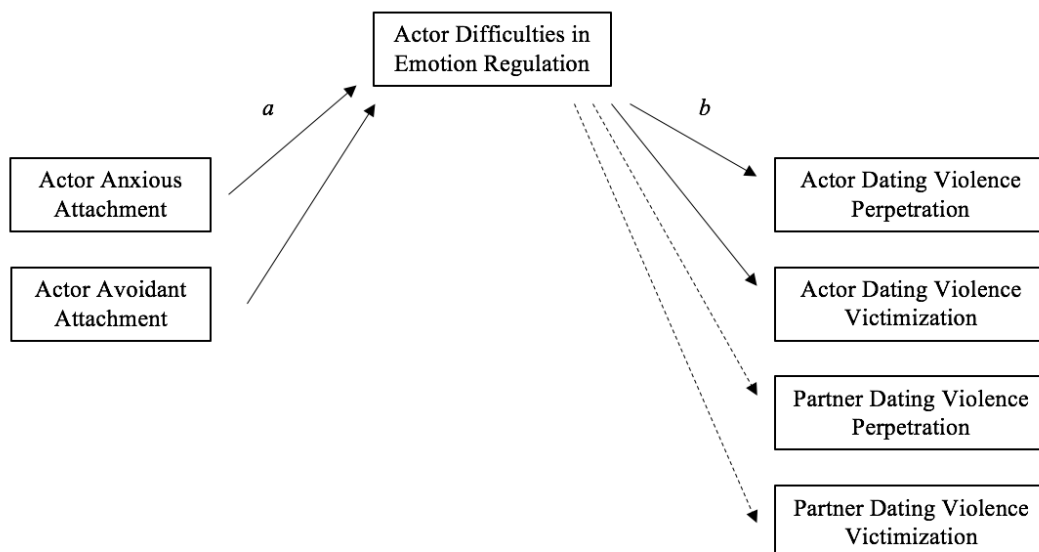 Actor Difficulties in
Emotion Regulation
a
b
Actor Anxious
Attachment
Actor Dating Violence
Perpetration
Actor Avoidant
Attachment
Actor Dating Violence
Victimization
Partner Dating Violence
Perpetration
Partner Dating Violence
Victimization